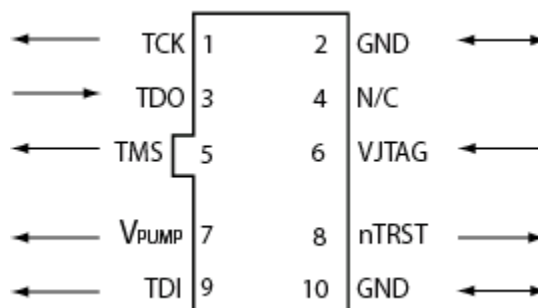 TCK 1 2 GND
TDO 3 4 N/C
TMS 5 6 VJTAG
VPUMP 7 8 nTRST
TDI 9 10 GND